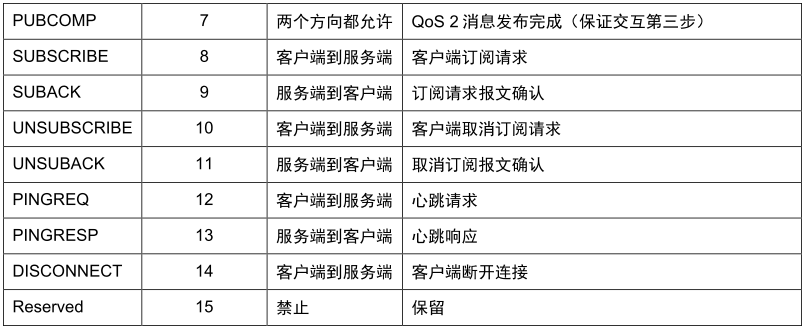 PUBCOMP 7 两个方向都允许 QoS 2 消息发布完成（保证交互第三步）
SUBSCRIBE 8 客户端到服务端 客户端订阅请求
SUBACK 9 服务端到客户端 订阅请求报文确认
UNSUBSCRIBE 10 客户端到服务端 客户端取消订阅请求
UNSUBACK 11 服务端到客户端 取消订阅报文确认
PINGREQ 12 客户端到服务端 心跳请求
PINGRESP 13 服务端到客户端 心跳响应
DISCONNECT 14 客户端到服务端 客户端断开连接
Reserved 15 禁止 保留